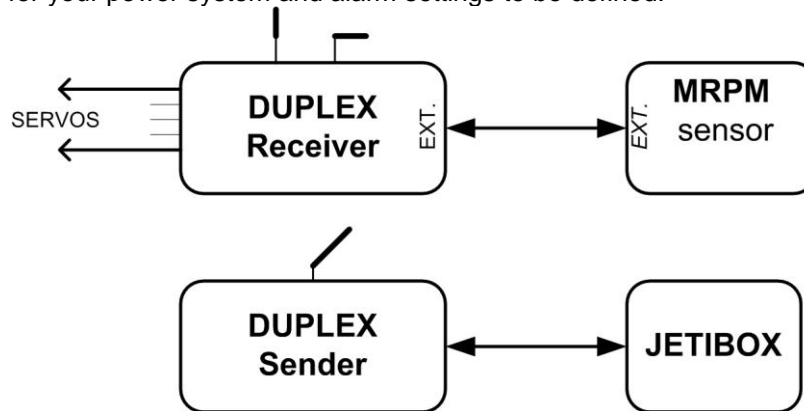 for your power system and alarm settings to be defined.
SERVOS
DUPLEX
Receiver
EXT.
EXT.
MRPM
sensor
DUPLEX
Sender
JETIBOX